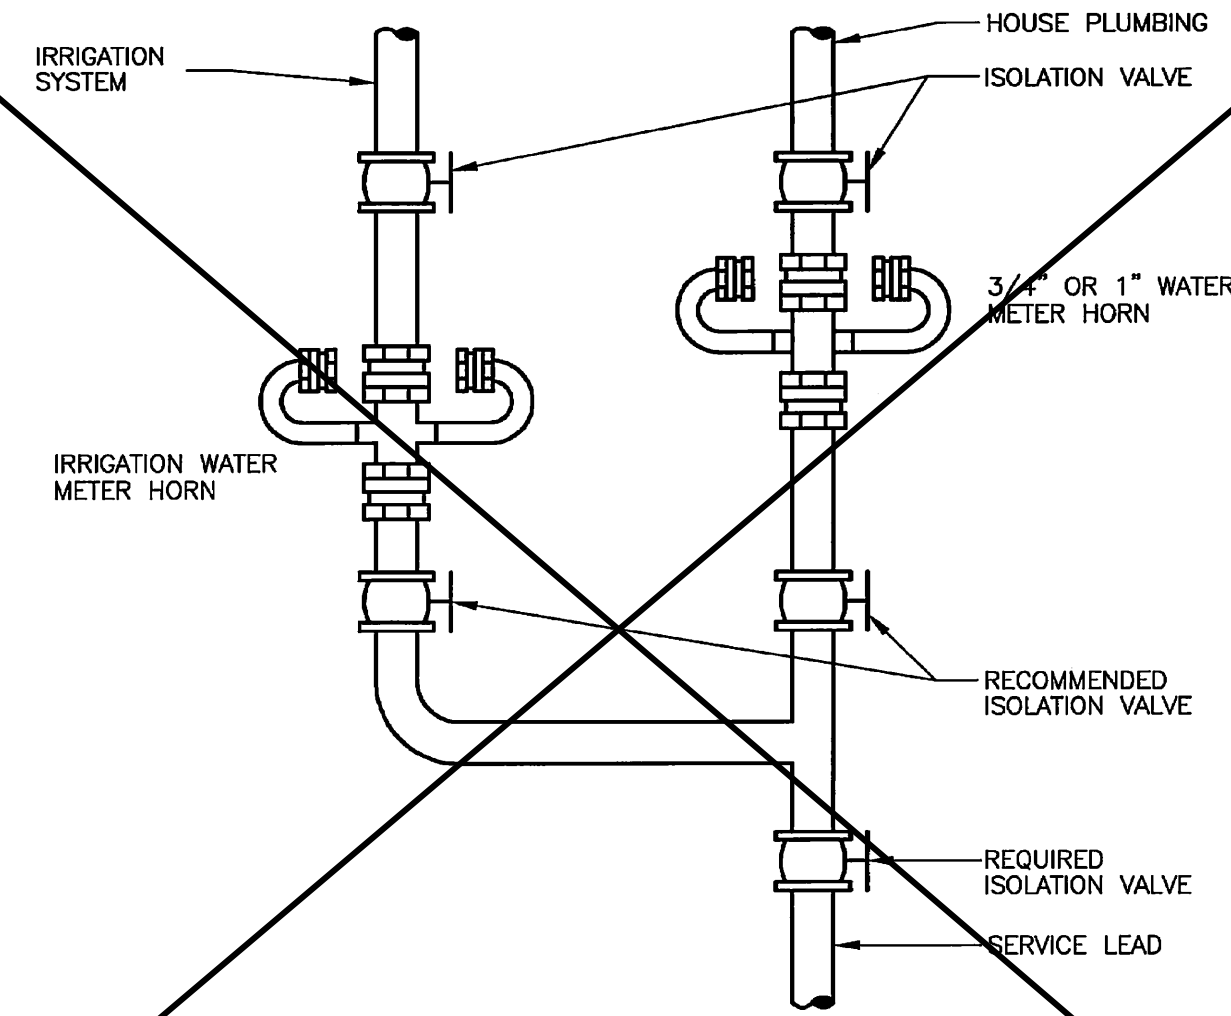 HOUSE PLUMBING
IRRIGATION
SYSTEM
ISOLATION VALVE
3/4" OR 1" WATER
METER HORN
IRRIGATION WATER
METER HORN
RECOMMENDED
ISOLATION VALVE
REQUIRED
ISOLATION VALVE
SERVICE LEAD